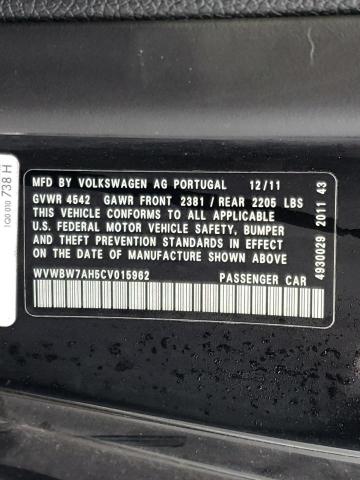 MFD BY VOLKSWAGEN AG PORTUGAL 12/11
GVWR 4542 GAWR FRONT 2381 / REAR 2205 LBS
THIS VEHICLE CONFORMS TO ALL APPLICABLE
U.S. FEDERAL MOTOR VEHICLE SAFETY, BUMPER
AND THEFT PREVENTION STANDARDS IN EFFECT
ON THE DATE OF MANUFACTURE SHOWN ABOVE.
WVWBW7AH5CV015962 PASSENGER CAR
4930029 2011 43
1Q0 010 738 H